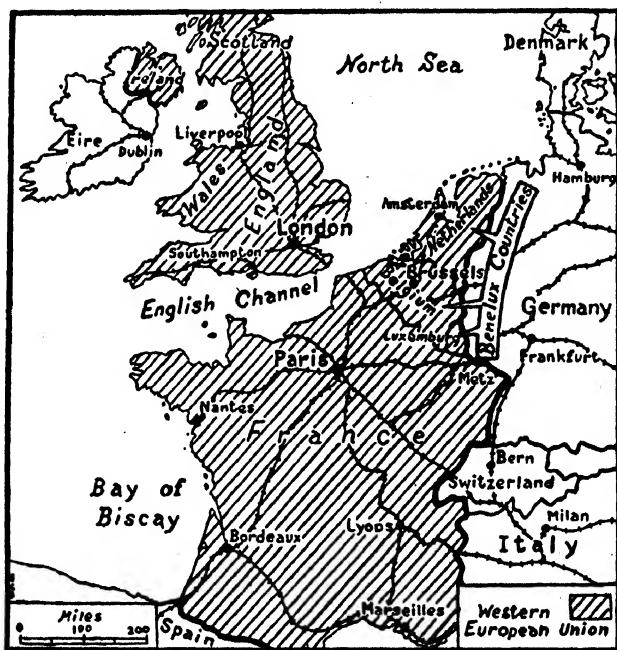 Scotland
North Sea
Denmark
Ireland
Eire
Dublin
Liverpool
Wales
England
London
Southampton
English Channel
Hamburg
Amsterdam
Netherlands
Brussels
Belgium
Benelux Countries
Luxemburg
Germany
Frankfurt
Paris
Metz
Nantes
France
Bern
Switzerland
Bay of
Biscay
Bordeaux
Lyons
Milan
Italy
Marseilles
Spain
Miles
0 100 200
Western
European Union